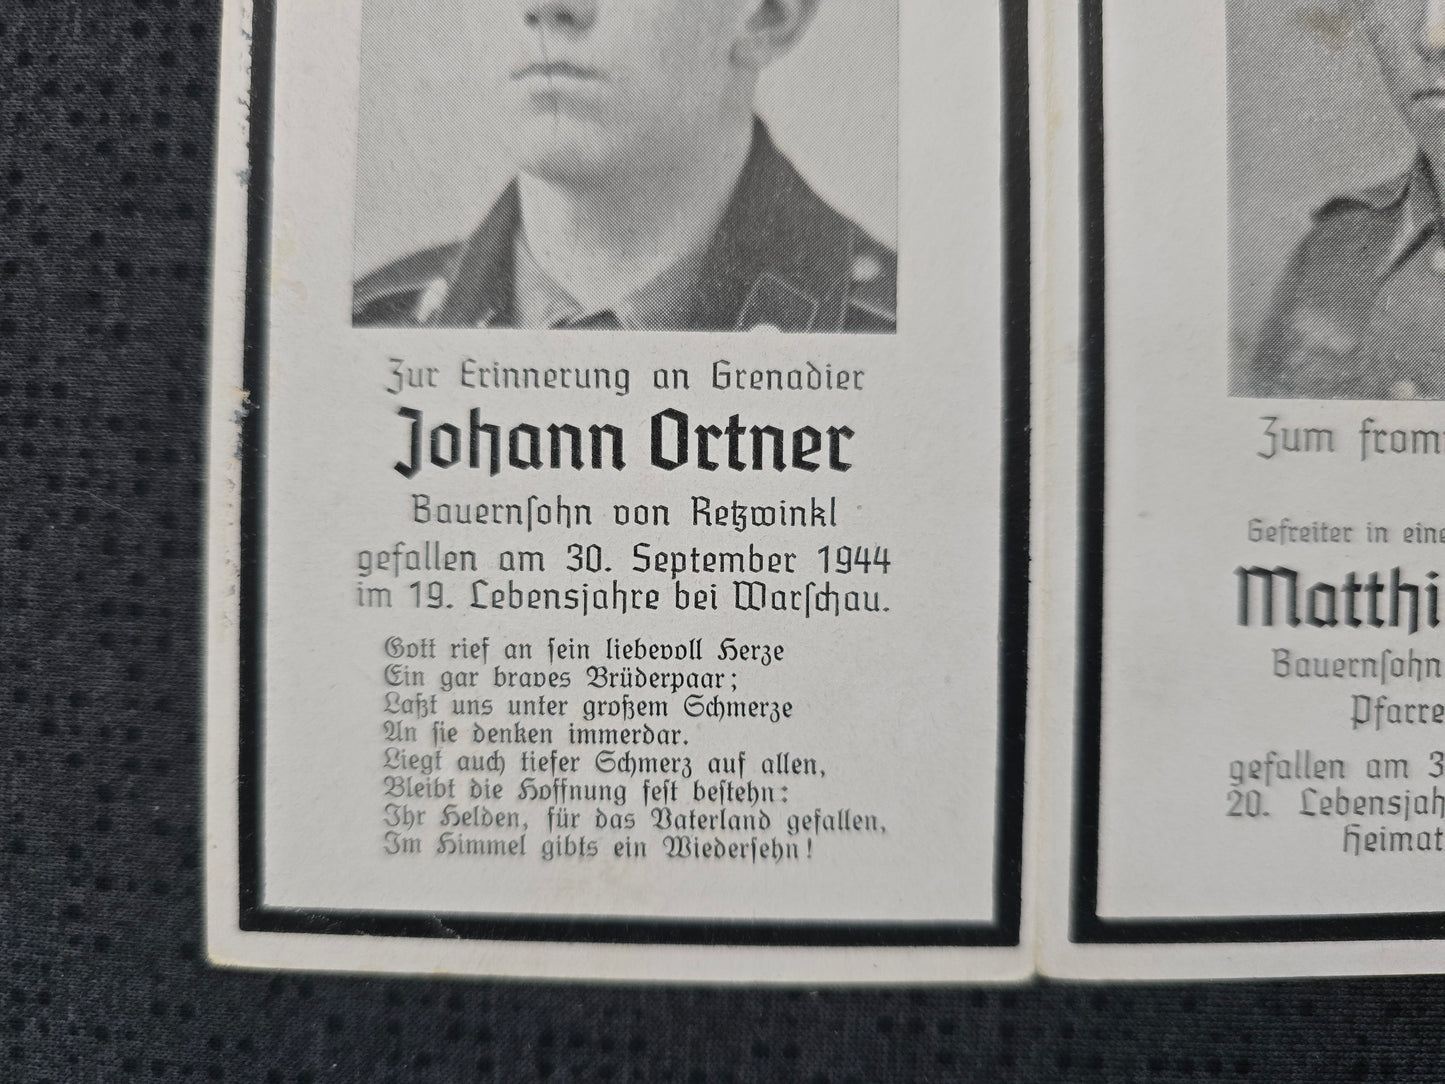 Zur Erinnerung an Grenadier
Johann Ortner
Bauernſohn von Retzwinkl
gefallen am 30. September 1944
im 19. Lebensjahre bei Warſchau.
Gott rief an ſein liebevoll Herze
Ein gar braves Brüderpaar;
Laßt uns unter großem Schmerze
An ſie denken immerdar.
Liegt auch tiefer Schmerz auf allen,
Bleibt die Hoffnung feſt beſtehn:
Ihr Helden, für das Vaterland gefallen,
Im Himmel gibts ein Wiederſehn!
Zum from
Gefreiter in eine
Matthi
Bauernſohn
Pfarre
gefallen am 3
20. Lebensjah
Heimat